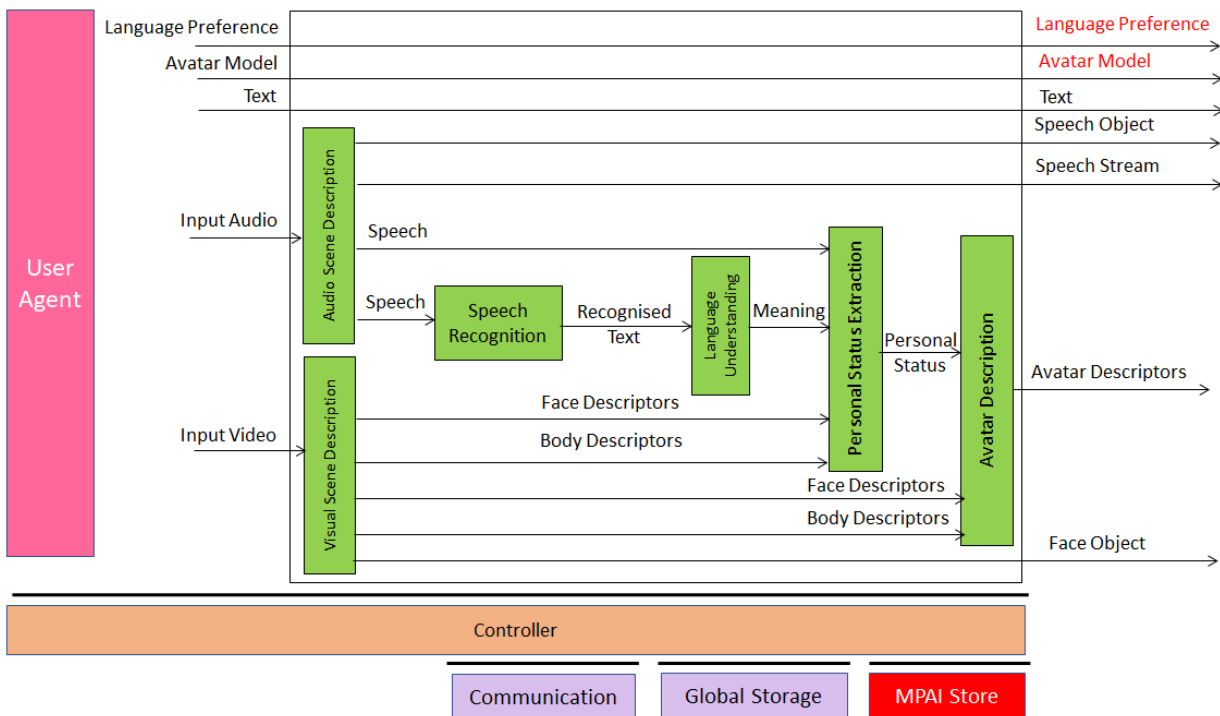 Language Preference
Language Preference
Avatar Model
Avatar Model
Text
Text
Speech Object
Speech Stream
Input Audio
Audio Scene Description
Speech
Speech
Speech
Recognition
Recognised
Text
Language
Understanding
Meaning
Personal Status Extraction
Personal
Status
Avatar Description
Avatar Descriptors
User
Agent
Input Video
Visual Scene Description
Face Descriptors
Body Descriptors
Face Descriptors
Body Descriptors
Face Object
Controller
Communication
Global Storage
MPAI Store